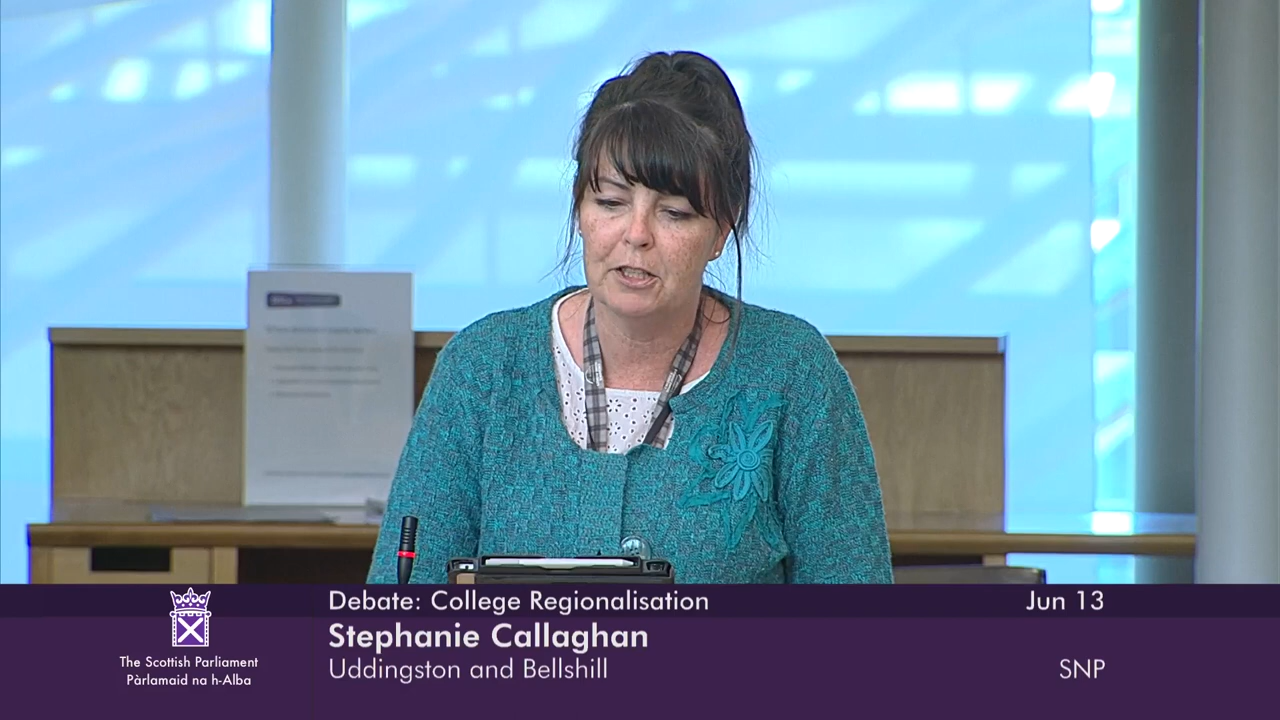 Debate: College Regionalisation
Jun 13
Stephanie Callaghan
Uddingston and Bellshill
SNP
The Scottish Parliament
Pàrlamaid na h-Alba